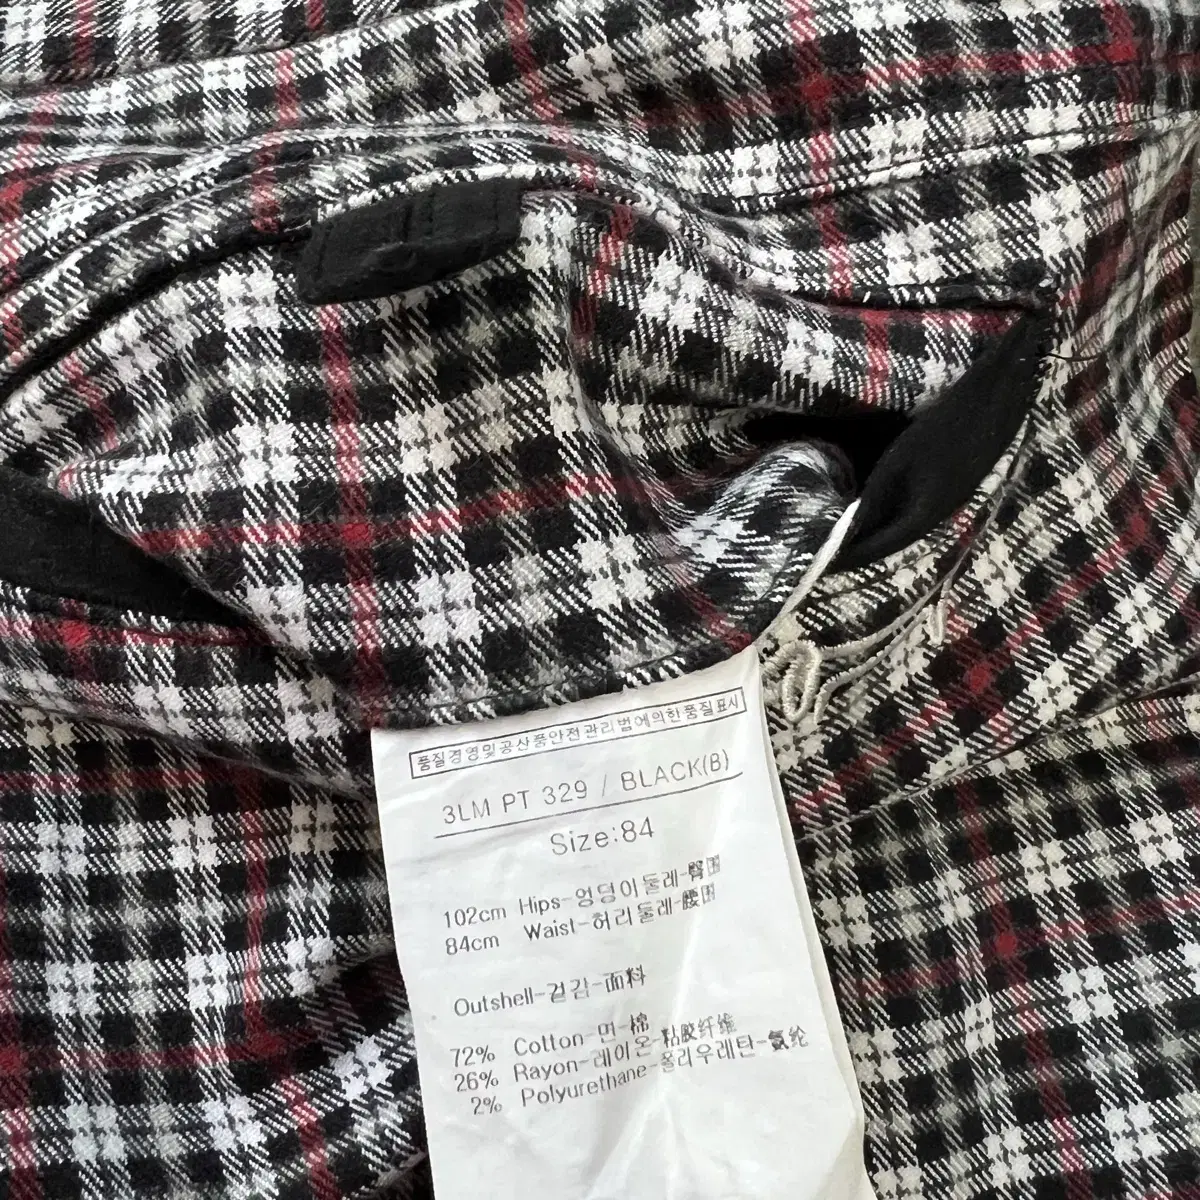 품질경영및공산품안전관리법에의한품질표시
3LM PT 329 / BLACK(B)
Size:84
102cm Hips-엉덩이둘레-臀围
84cm Waist-허리둘레-腰围
Outshell-겉감-面料
72% Cotton-면-棉
26% Rayon-레이온-粘胶纤维
2% Polyurethane-폴리우레탄-氨纶